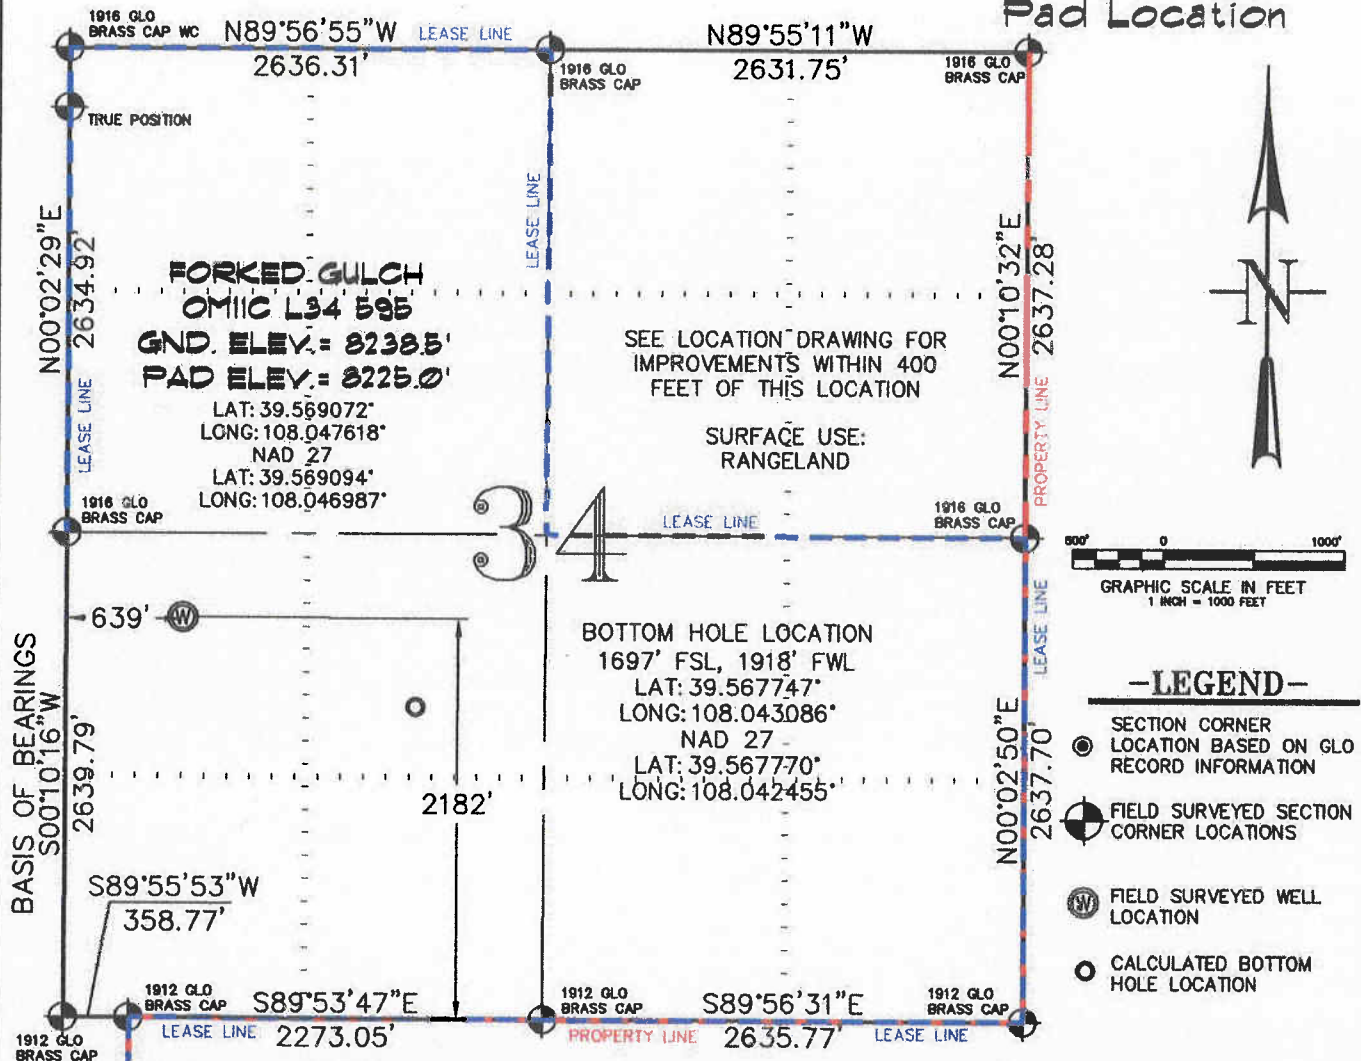 Pad Location
1916 GLO
BRASS CAP WC
N89°56'55"W
LEASE LINE
2636.31'
1916 GLO
BRASS CAP
N89°55'11"W
2631.75'
1916 GLO
BRASS CAP
TRUE POSITION
N00°02'29"E
2634.92'
LEASE LINE
LEASE LINE
FORKED GULCH
OM11C L34 595
GND. ELEV.= 8238.5'
PAD ELEV.= 8225.0'
LAT: 39.569072°
LONG: 108.047618°
NAD 27
LAT: 39.569094°
LONG: 108.046987°
SEE LOCATION DRAWING FOR
IMPROVEMENTS WITHIN 400
FEET OF THIS LOCATION
SURFACE USE:
RANGELAND
N00°10'32"E
2637.28'
PROPERTY LINE
N
1916 GLO
BRASS CAP
34
LEASE LINE
1916 GLO
BRASS CAP
500' 0 1000'
GRAPHIC SCALE IN FEET
1 INCH = 1000 FEET
639'
W
BOTTOM HOLE LOCATION
1697' FSL, 1918' FWL
LAT: 39.567747°
LONG: 108.043086°
NAD 27
LAT: 39.567770°
LONG: 108.042455°
LEASE LINE
N00°02'50"E
2637.70'
BASIS OF BEARINGS
S00°10'16"W
2639.79'
2182'
S89°55'53"W
358.77'
1912 GLO
BRASS CAP
1912 GLO
BRASS CAP
S89°53'47"E
LEASE LINE
2273.05'
1912 GLO
BRASS CAP
S89°56'31"E
PROPERTY LINE
2635.77'
LEASE LINE
1912 GLO
BRASS CAP
-LEGEND-
SECTION CORNER
LOCATION BASED ON GLO
RECORD INFORMATION
FIELD SURVEYED SECTION
CORNER LOCATIONS
W
FIELD SURVEYED WELL
LOCATION
CALCULATED BOTTOM
HOLE LOCATION